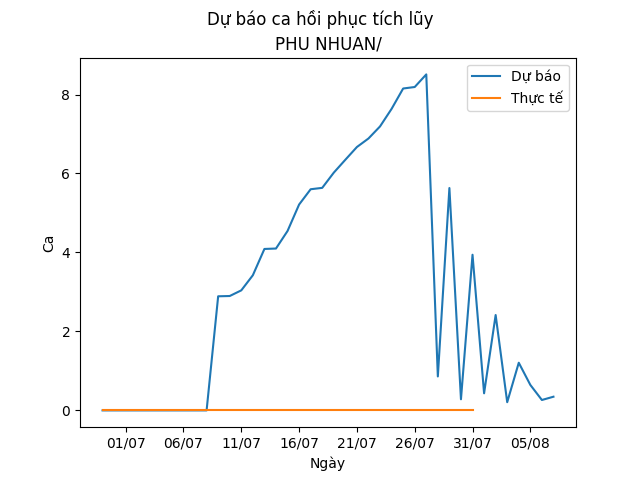 Dự báo ca hồi phục tích lũy
PHU NHUAN/
Dự báo
Thực tế
Ca
8
6
4
2
0
01/07 06/07 11/07 16/07 21/07 26/07 31/07 05/08
Ngày